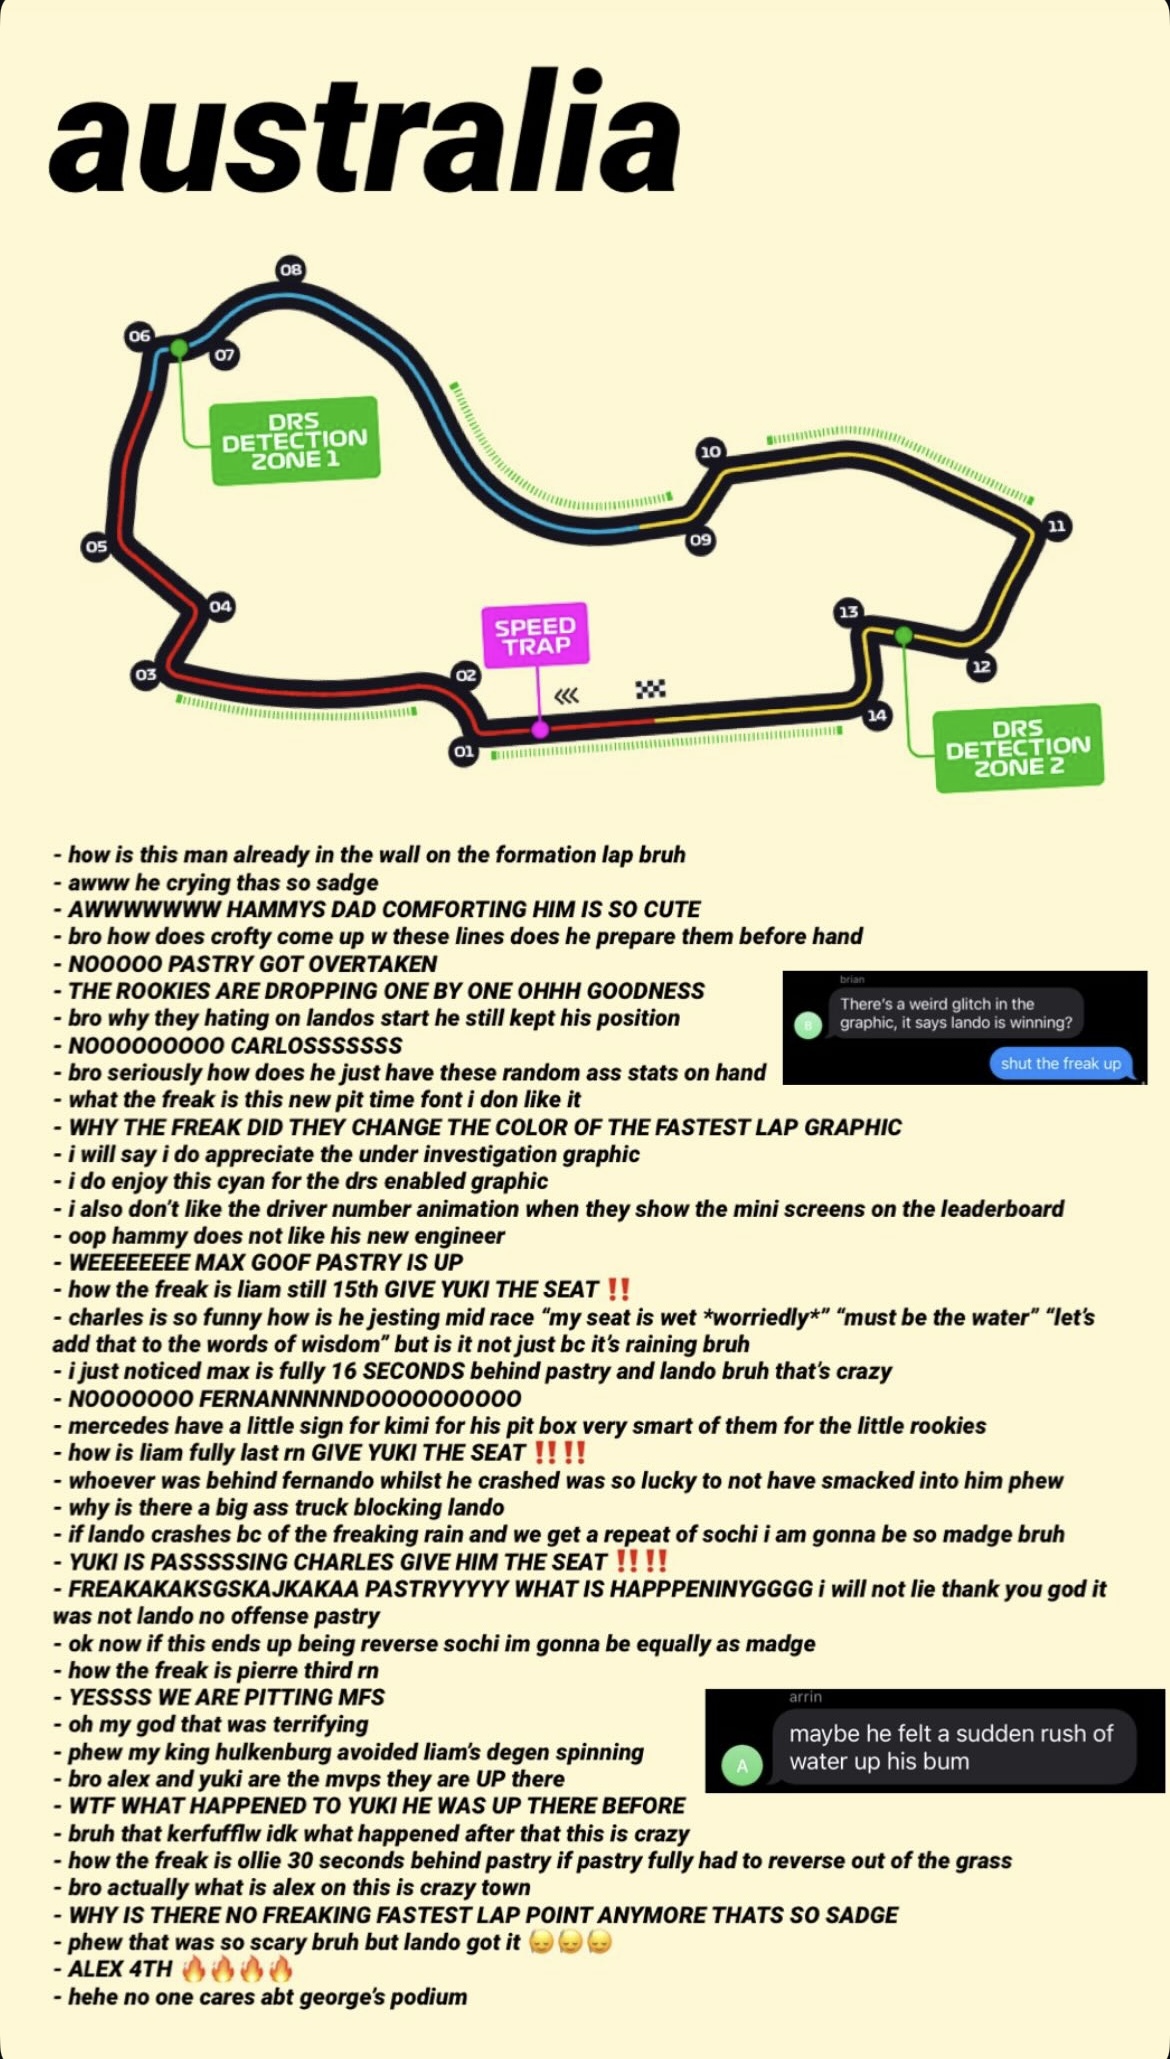 australia
08
06
07
DRS
DETECTION
ZONE 1
10
11
09
05
04
13
SPEED
TRAP
12
03
02
14
01
DRS
DETECTION
ZONE 2
- how is this man already in the wall on the formation lap bruh
- awww he crying thas so sadge
- AWWWWWWW HAMMYS DAD COMFORTING HIM IS SO CUTE
- bro how does crofty come up w these lines does he prepare them before hand
- NOOOOO PASTRY GOT OVERTAKEN
- THE ROOKIES ARE DROPPING ONE BY ONE OHHH GOODNESS
- bro why they hating on landos start he still kept his position
- NOOOOOOOOO CARLOSSSSSSS
- bro seriously how does he just have these random ass stats on hand
brian
B
There's a weird glitch in the
graphic, it says lando is winning?
shut the freak up
- what the freak is this new pit time font i don like it
- WHY THE FREAK DID THEY CHANGE THE COLOR OF THE FASTEST LAP GRAPHIC
- i will say i do appreciate the under investigation graphic
- i do enjoy this cyan for the drs enabled graphic
- i also don't like the driver number animation when they show the mini screens on the leaderboard
- oop hammy does not like his new engineer
- WEEEEEEEE MAX GOOF PASTRY IS UP
- how the freak is liam still 15th GIVE YUKI THE SEAT ‼️
- charles is so funny how is he jesting mid race “my seat is wet *worriedly*” “must be the water” “let's
add that to the words of wisdom” but is it not just bc it's raining bruh
- i just noticed max is fully 16 SECONDS behind pastry and lando bruh that's crazy
- NOOOOOOO FERNANNNNNDOOOOOOOOOO
- mercedes have a little sign for kimi for his pit box very smart of them for the little rookies
- how is liam fully last rn GIVE YUKI THE SEAT ‼️‼️
- whoever was behind fernando whilst he crashed was so lucky to not have smacked into him phew
- why is there a big ass truck blocking lando
- if lando crashes bc of the freaking rain and we get a repeat of sochi i am gonna be so madge bruh
- YUKI IS PASSSSSING CHARLES GIVE HIM THE SEAT ‼️‼️
- FREAKAKAKSGSKAJKAKAA PASTRYYYYY WHAT IS HAPPPENINYGGGG i will not lie thank you god it
was not lando no offense pastry
- ok now if this ends up being reverse sochi im gonna be equally as madge
- how the freak is pierre third rn
- YESSSS WE ARE PITTING MFS
- oh my god that was terrifying
- phew my king hulkenburg avoided liam's degen spinning
- bro alex and yuki are the mvps they are UP there
arrin
A
maybe he felt a sudden rush of
water up his bum
- WTF WHAT HAPPENED TO YUKI HE WAS UP THERE BEFORE
- bruh that kerfufflw idk what happened after that this is crazy
- how the freak is ollie 30 seconds behind pastry if pastry fully had to reverse out of the grass
- bro actually what is alex on this is crazy town
- WHY IS THERE NO FREAKING FASTEST LAP POINT ANYMORE THATS SO SADGE
- phew that was so scary bruh but lando got it 😓😓😓
- ALEX 4TH 🔥🔥🔥🔥
- hehe no one cares abt george's podium